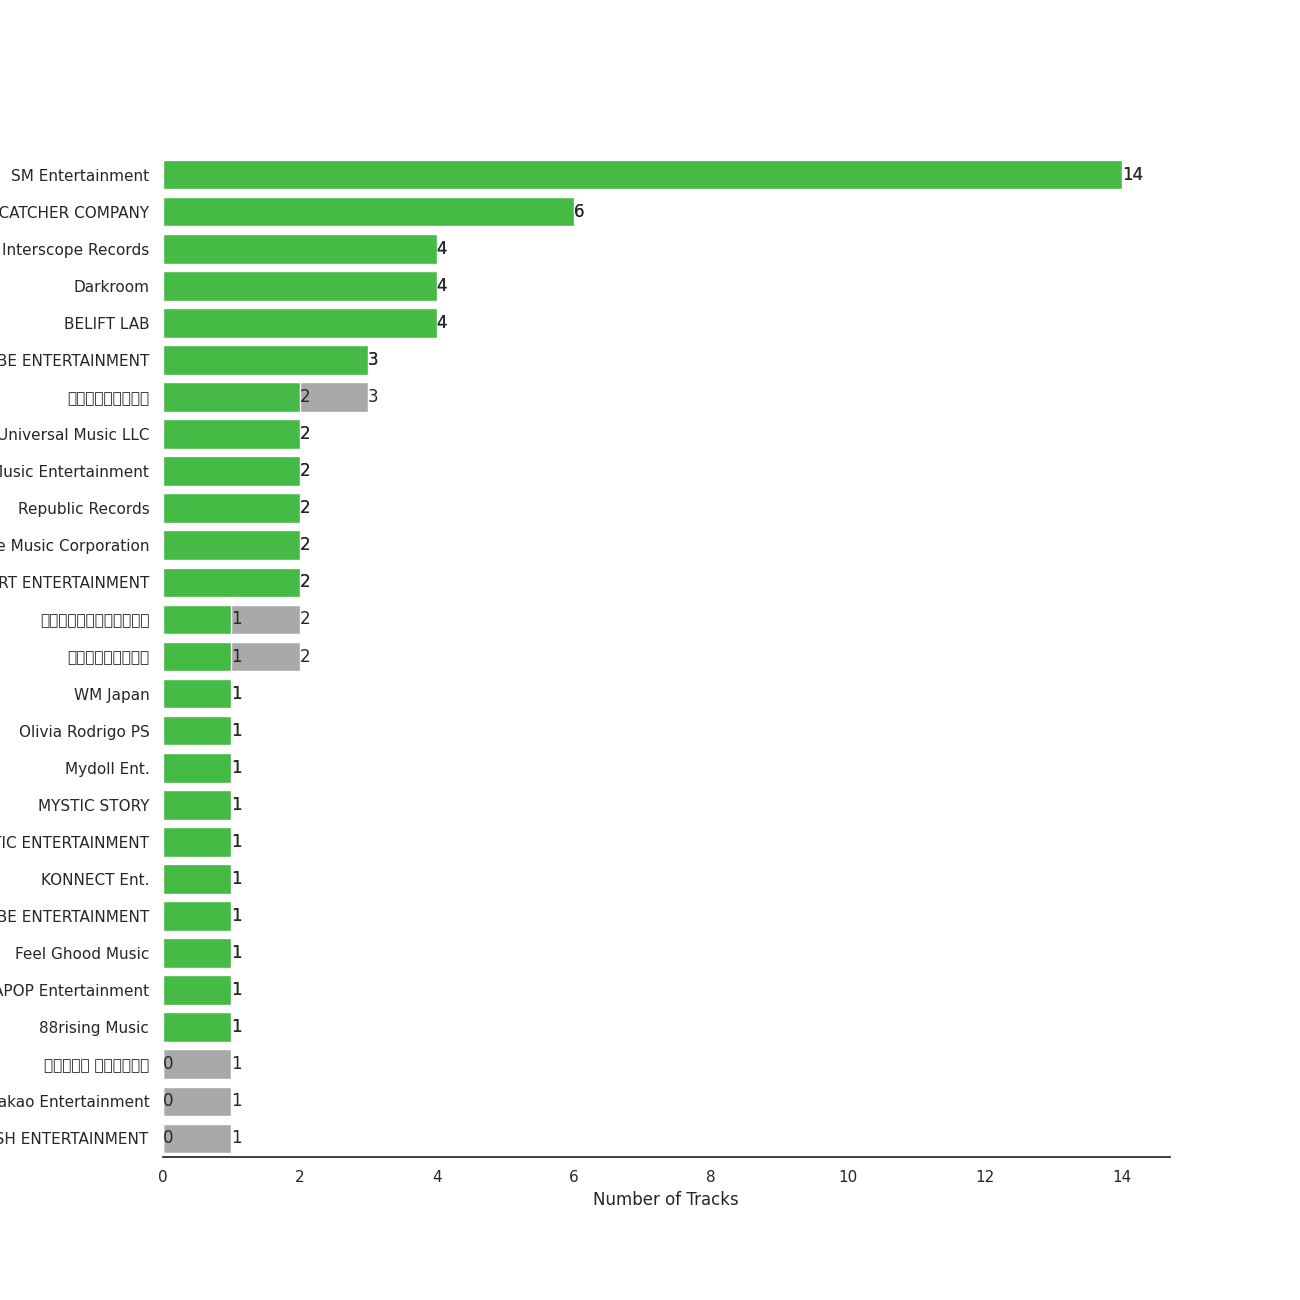 SM Entertainment 14
CATCHER COMPANY 6
Interscope Records 4
Darkroom 4
BELIFT LAB 4
BE ENTERTAINMENT 3
2 3
Universal Music LLC 2
Music Entertainment 2
Republic Records 2
e Music Corporation 2
RT ENTERTAINMENT 2
1 2
1 2
WM Japan 1
Olivia Rodrigo PS 1
Mydoll Ent. 1
MYSTIC STORY 1
TIC ENTERTAINMENT 1
KONNECT Ent. 1
BE ENTERTAINMENT 1
Feel Ghood Music 1
APOP Entertainment 1
88rising Music 1
0 1
akao Entertainment 0 1
SH ENTERTAINMENT 0 1
0 2 4 6 8 10 12 14
Number of Tracks